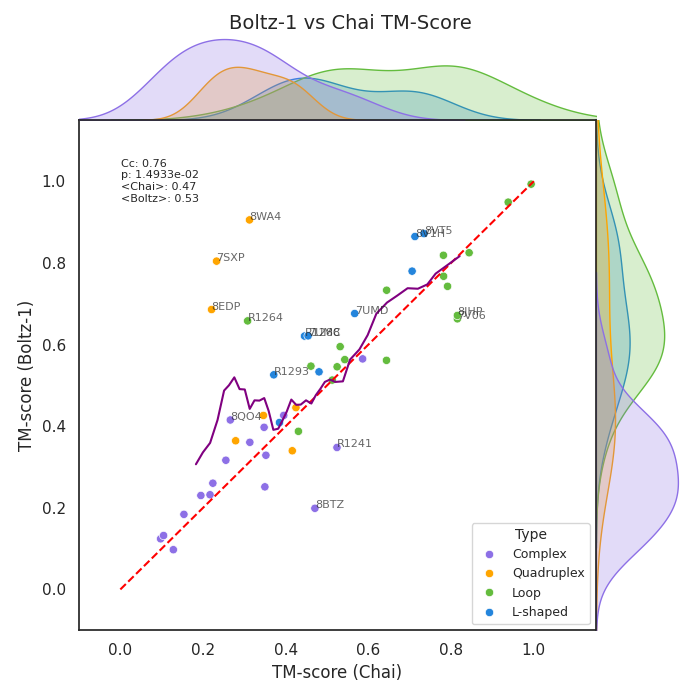 Boltz-1 vs Chai TM-Score
Cc: 0.76
p: 1.4933e-02
<Chai>: 0.47
<Boltz>: 0.53
8WA4
7SXP
8EDP
R1264
8VT5
7UMD
R1293
8QO4
R1241
8BTZ
1.0
0.8
0.6
0.4
0.2
0.0
0.0 0.2 0.4 0.6 0.8 1.0
TM-score (Boltz-1)
TM-score (Chai)
Type
Complex
Quadruplex
Loop
L-shaped